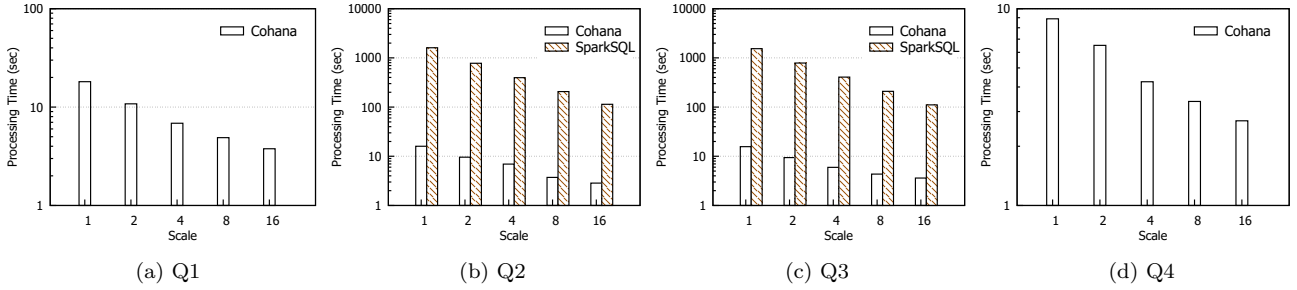 100
10
1
Processing Time (sec)
Cohana
1 2 4 8 16
Scale
(a) Q1
10000
1000
100
10
1
Processing Time (sec)
Cohana
SparkSQL
1 2 4 8 16
Scale
(b) Q2
10000
1000
100
10
1
Processing Time (sec)
Cohana
SparkSQL
1 2 4 8 16
Scale
(c) Q3
10
1
Processing Time (sec)
Cohana
1 2 4 8 16
Scale
(d) Q4